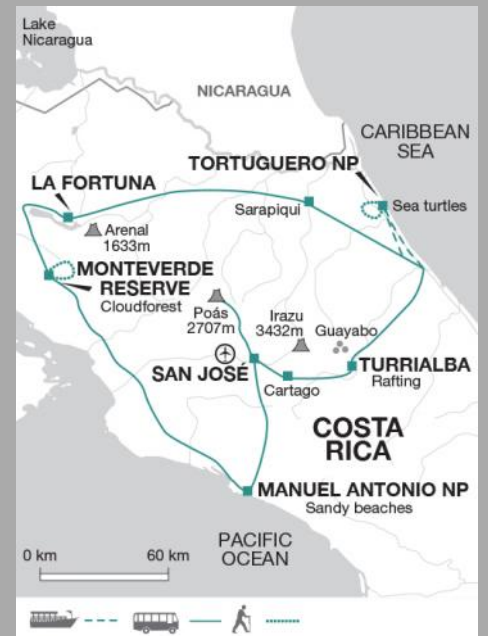 Lake
Nicaragua
NICARAGUA
CARIBBEAN
SEA
TORTUGUERO NP
LA FORTUNA
Sarapiqui
Sea turtles
Arenal
1633m
MONTEVERDE
RESERVE
Cloudforest
Poás
2707m
Irazu
3432m
Guayabo
SAN JOSÉ
TURRIALBA
Rafting
Cartago
COSTA
RICA
MANUEL ANTONIO NP
Sandy beaches
PACIFIC
OCEAN
0 km
60 km